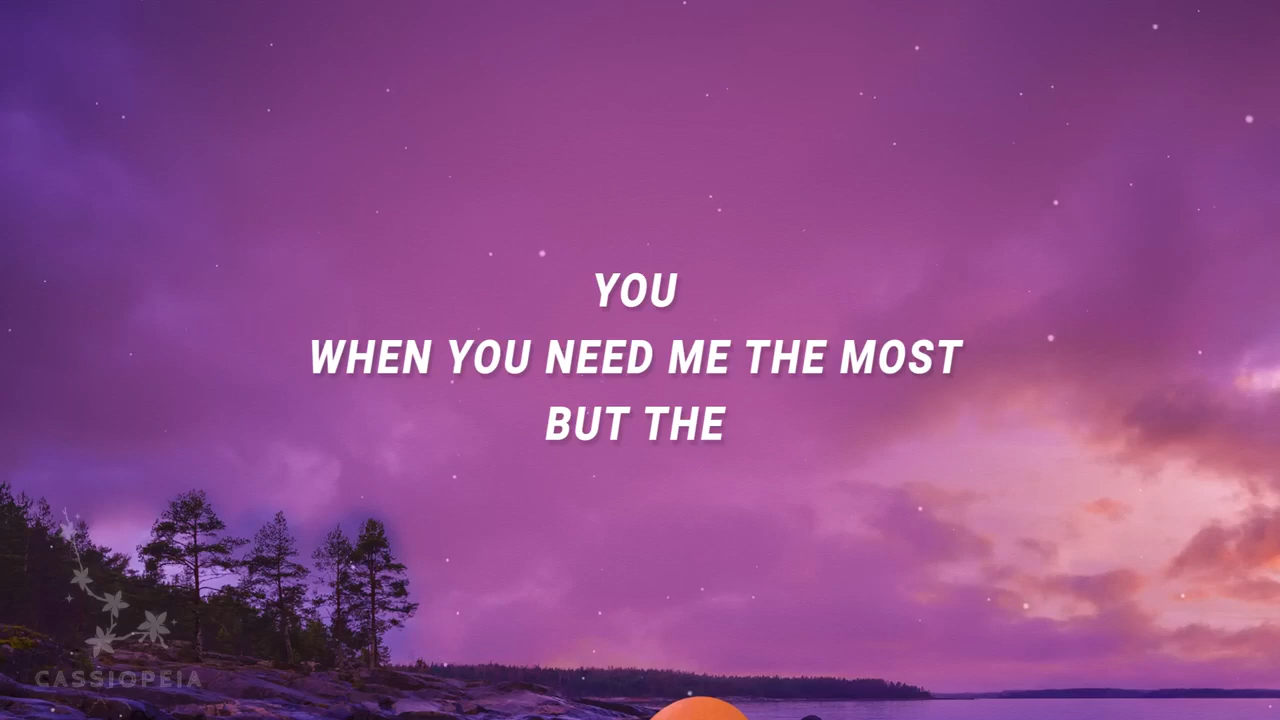 YOU
WHEN YOU NEED ME THE MOST
BUT THE
CASSIOPEIA